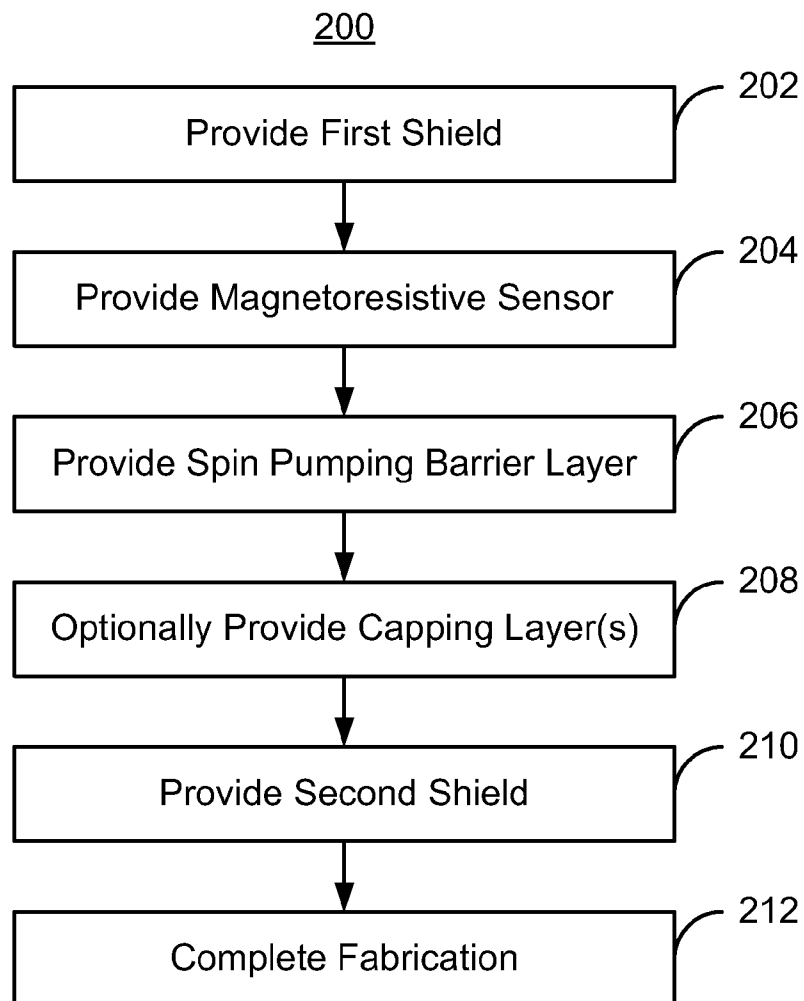 200
202
Provide First Shield
204
Provide Magnetoresistive Sensor
206
Provide Spin Pumping Barrier Layer
208
Optionally Provide Capping Layer(s)
210
Provide Second Shield
212
Complete Fabrication